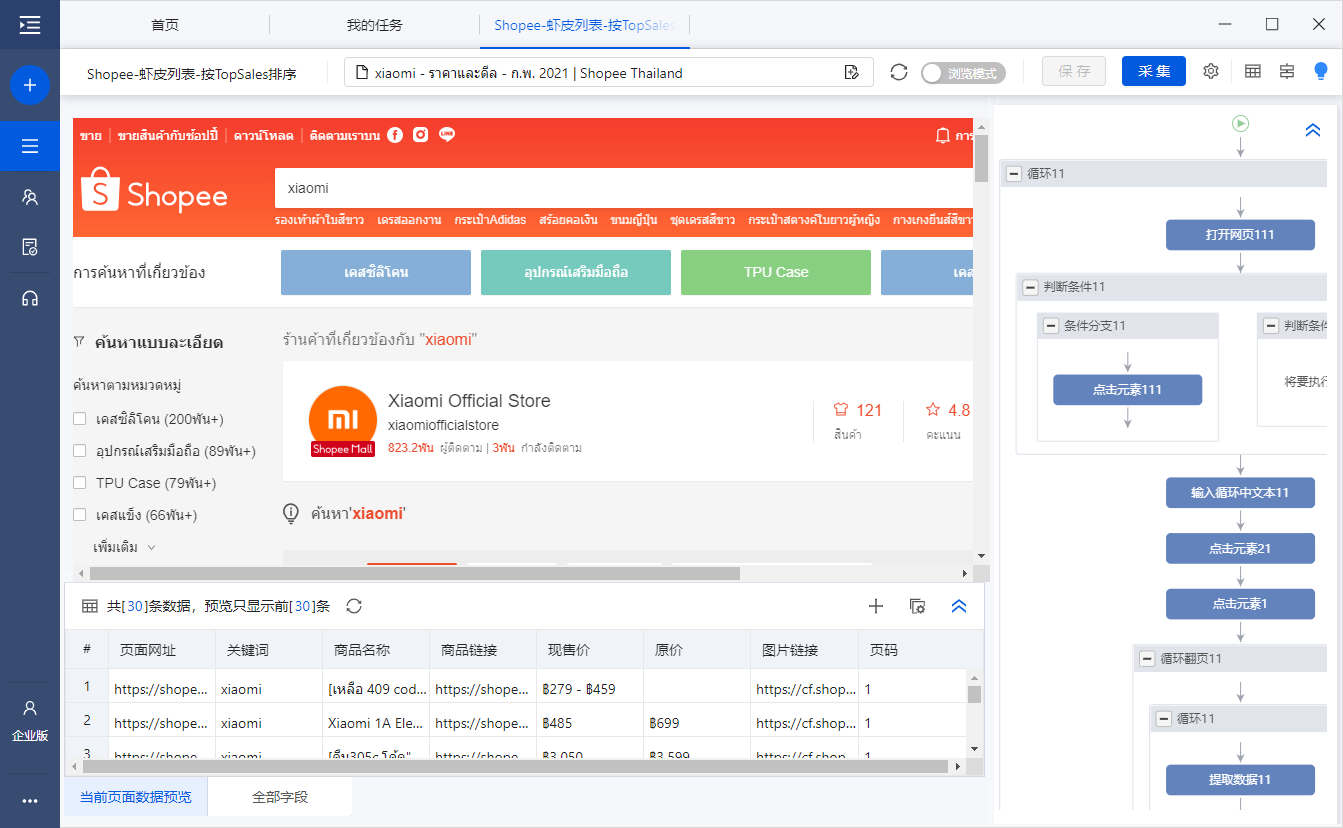 首页
我的任务
Shopee-虾皮列表-按TopSales
Shopee-虾皮列表-按TopSales排序
xiaomi - ราคาและดีล - ก.พ. 2021 | Shopee Thailand
浏览模式
保 存
采 集
ขาย
ขายสินค้ากับช้อปปี้
ดาวน์โหลด
ติดตามเราบน
การ
Shopee
xiaomi
รองเท้าผ้าใบสีขาว เดรสออกงาน กระเป๋าAdidas สร้อยคอเงิน ขนมญี่ปุ่น ชุดเดรสสีขาว กระเป๋าสตางค์ใบยาวผู้หญิง กางเกงยีนส์สีขา
การค้นหาที่เกี่ยวข้อง
เคสซิลิโคน
อุปกรณ์เสริมมือถือ
TPU Case
เคส
ค้นหาแบบละเอียด
ค้นหาตามหมวดหมู่
เคสซิลิโคน (200พัน+)
อุปกรณ์เสริมมือถือ (89พัน+)
TPU Case (79พัน+)
เคสแข็ง (66พัน+)
เพิ่มเติม
ร้านค้าที่เกี่ยวข้องกับ "xiaomi"
mi
Shopee Mall
Xiaomi Official Store
xiaomiofficialstore
823.2พัน ผู้ติดตาม | 3พัน กำลังติดตาม
121
สินค้า
4.8
คะแนน
ค้นหา'xiaomi'
共[30]条数据，预览只显示前[30]条
# 页面网址 关键词 商品名称 商品链接 现售价 原价 图片链接 页码
1 https://shope... xiaomi [เหลือ 409 cod... https://shope... ฿279 - ฿459 https://cf.shop... 1
2 https://shope... xiaomi Xiaomi 1A Ele... https://shope... ฿485 ฿699 https://cf.shop... 1
3 https://shope... xiaomi [คืน305c.โค้ด" https://shope... ฿3,050 ฿3,599 https://cf.shop... 1
当前页面数据预览
全部字段
企业版
循环11
打开网页111
判断条件11
条件分支11
点击元素111
判断条件
将要执行
输入循环中文本11
点击元素21
点击元素1
循环翻页11
循环11
提取数据11